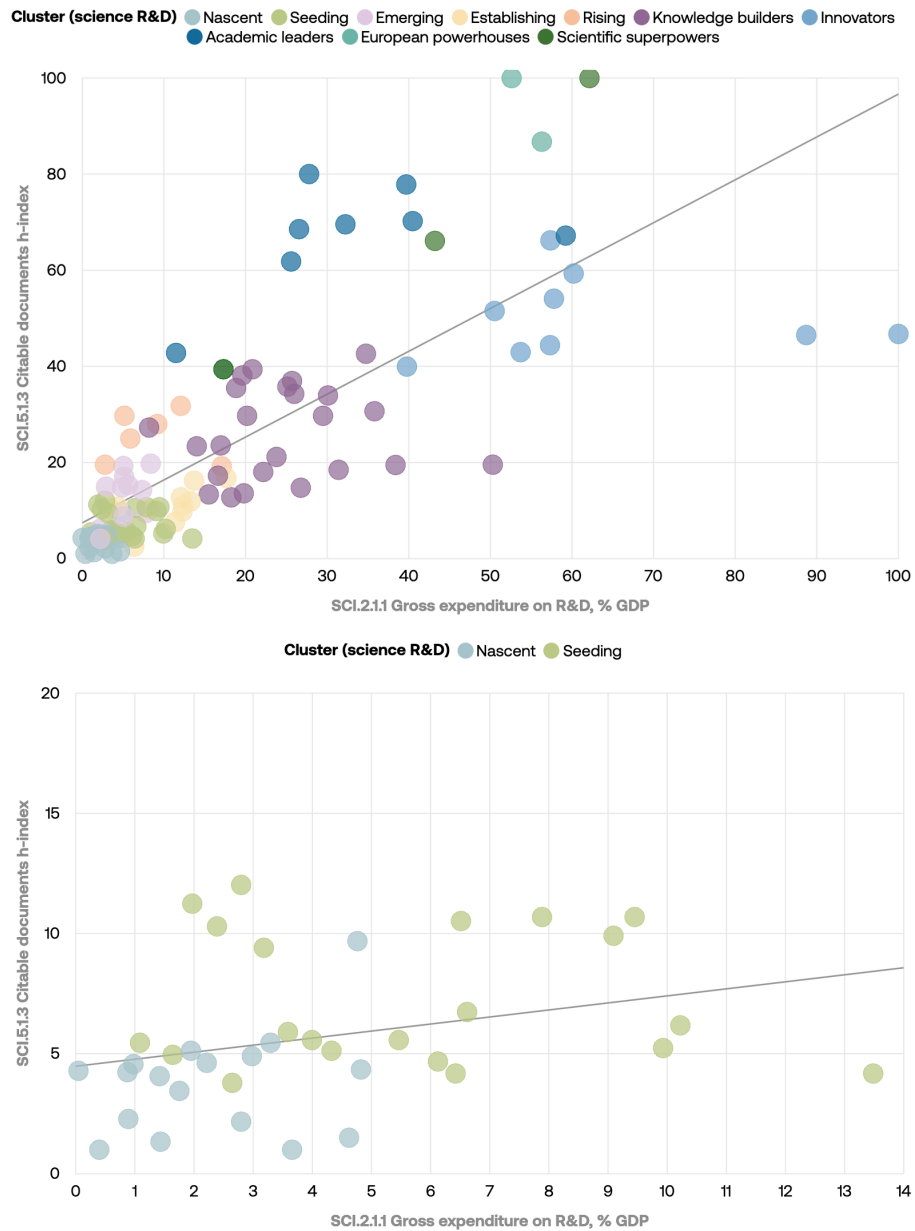 Cluster (science R&D) Nascent Seeding Emerging Establishing Rising Knowledge builders Innovators
Academic leaders European powerhouses Scientific superpowers
100
80
60
40
20
0
SCI.5.1.3 Citable documents h-index
0 10 20 30 40 50 60 70 80 90 100
SCI.2.1.1 Gross expenditure on R&D, % GDP
Cluster (science R&D) Nascent Seeding
20
15
10
5
0
SCI.5.1.3 Citable documents h-index
0 1 2 3 4 5 6 7 8 9 10 11 12 13 14
SCI.2.1.1 Gross expenditure on R&D, % GDP